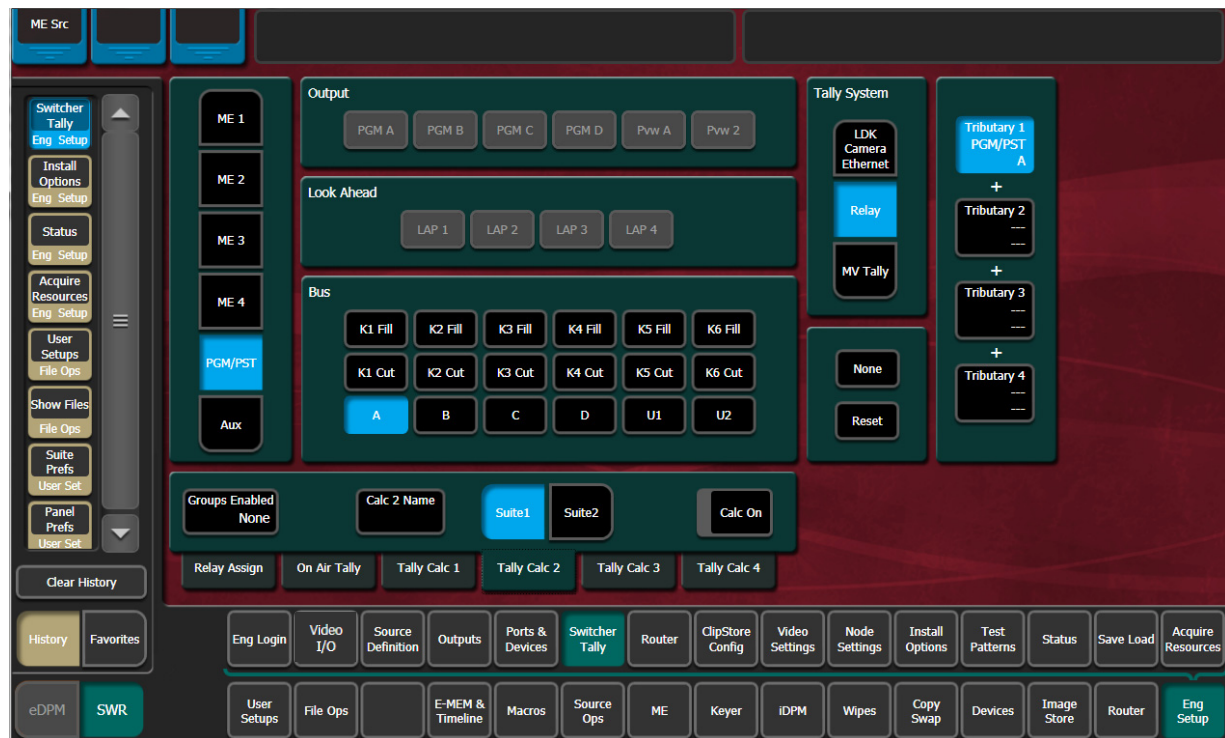 ME Src
Switcher
Tally
Eng Setup
Install
Options
Eng Setup
Status
Eng Setup
Acquire
Resources
Eng Setup
User
Setups
File Ops
Show Files
File Ops
Suite
Prefs
User Set
Panel
Prefs
User Set
Clear History
History
Favorites
eDPM
SWR
ME 1
ME 2
ME 3
ME 4
PGM/PST
Aux
Output
PGM A
PGM B
PGM C
PGM D
Pvw A
Pvw 2
Look Ahead
LAP 1
LAP 2
LAP 3
LAP 4
Bus
K1 Fill
K2 Fill
K3 Fill
K4 Fill
K5 Fill
K6 Fill
K1 Cut
K2 Cut
K3 Cut
K4 Cut
K5 Cut
K6 Cut
A
B
C
D
U1
U2
Tally System
LDK
Camera
Ethernet
Relay
MV Tally
None
Reset
Tributary 1
PGM/PST
A
+
Tributary 2
---
---
+
Tributary 3
---
---
+
Tributary 4
---
---
Groups Enabled
None
Calc 2 Name
Suite1
Suite2
Calc On
Relay Assign
On Air Tally
Tally Calc 1
Tally Calc 2
Tally Calc 3
Tally Calc 4
Eng Login
Video
I/O
Source
Definition
Outputs
Ports &
Devices
Switcher
Tally
Router
ClipStore
Config
Video
Settings
Node
Settings
Install
Options
Test
Patterns
Status
Save Load
Acquire
Resources
User
Setups
File Ops
E-MEM &
Timeline
Macros
Source
Ops
ME
Keyer
iDPM
Wipes
Copy
Swap
Devices
Image
Store
Router
Eng
Setup